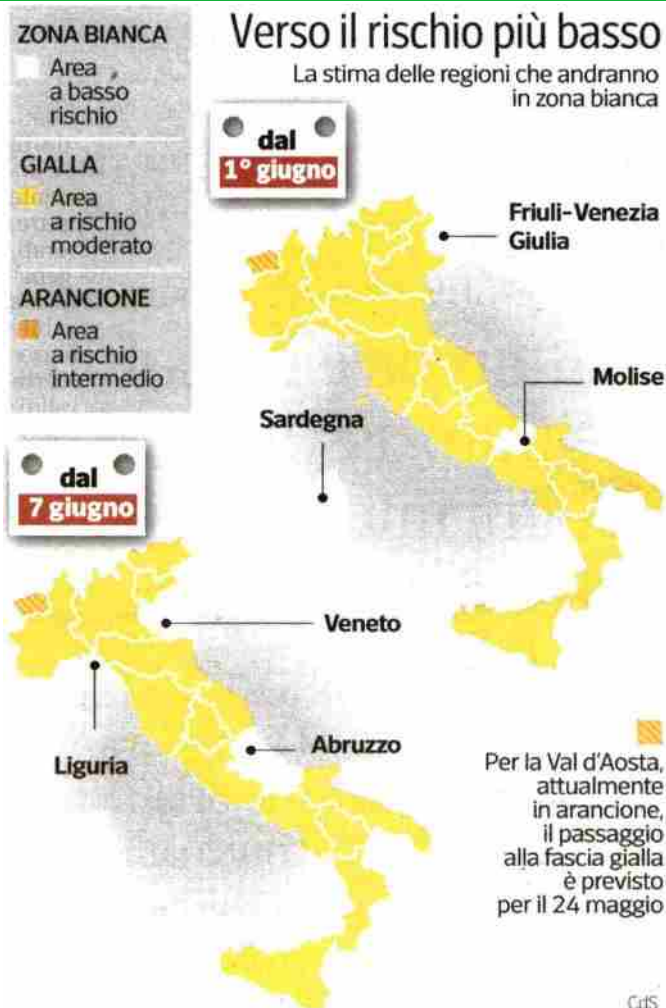 Verso il rischio più basso
La stima delle regioni che andranno
in zona bianca
ZONA BIANCA
Area
a basso
rischio
GIALLA
Area
a rischio
moderato
ARANCIONE
Area
a rischio
intermedio
dal
1° giugno
Friuli-Venezia
Giulia
Molise
Sardegna
dal
7 giugno
Veneto
Liguria
Abruzzo
Per la Val d'Aosta,
attualmente
in arancione,
il passaggio
alla fascia gialla
è previsto
per il 24 maggio
CdS